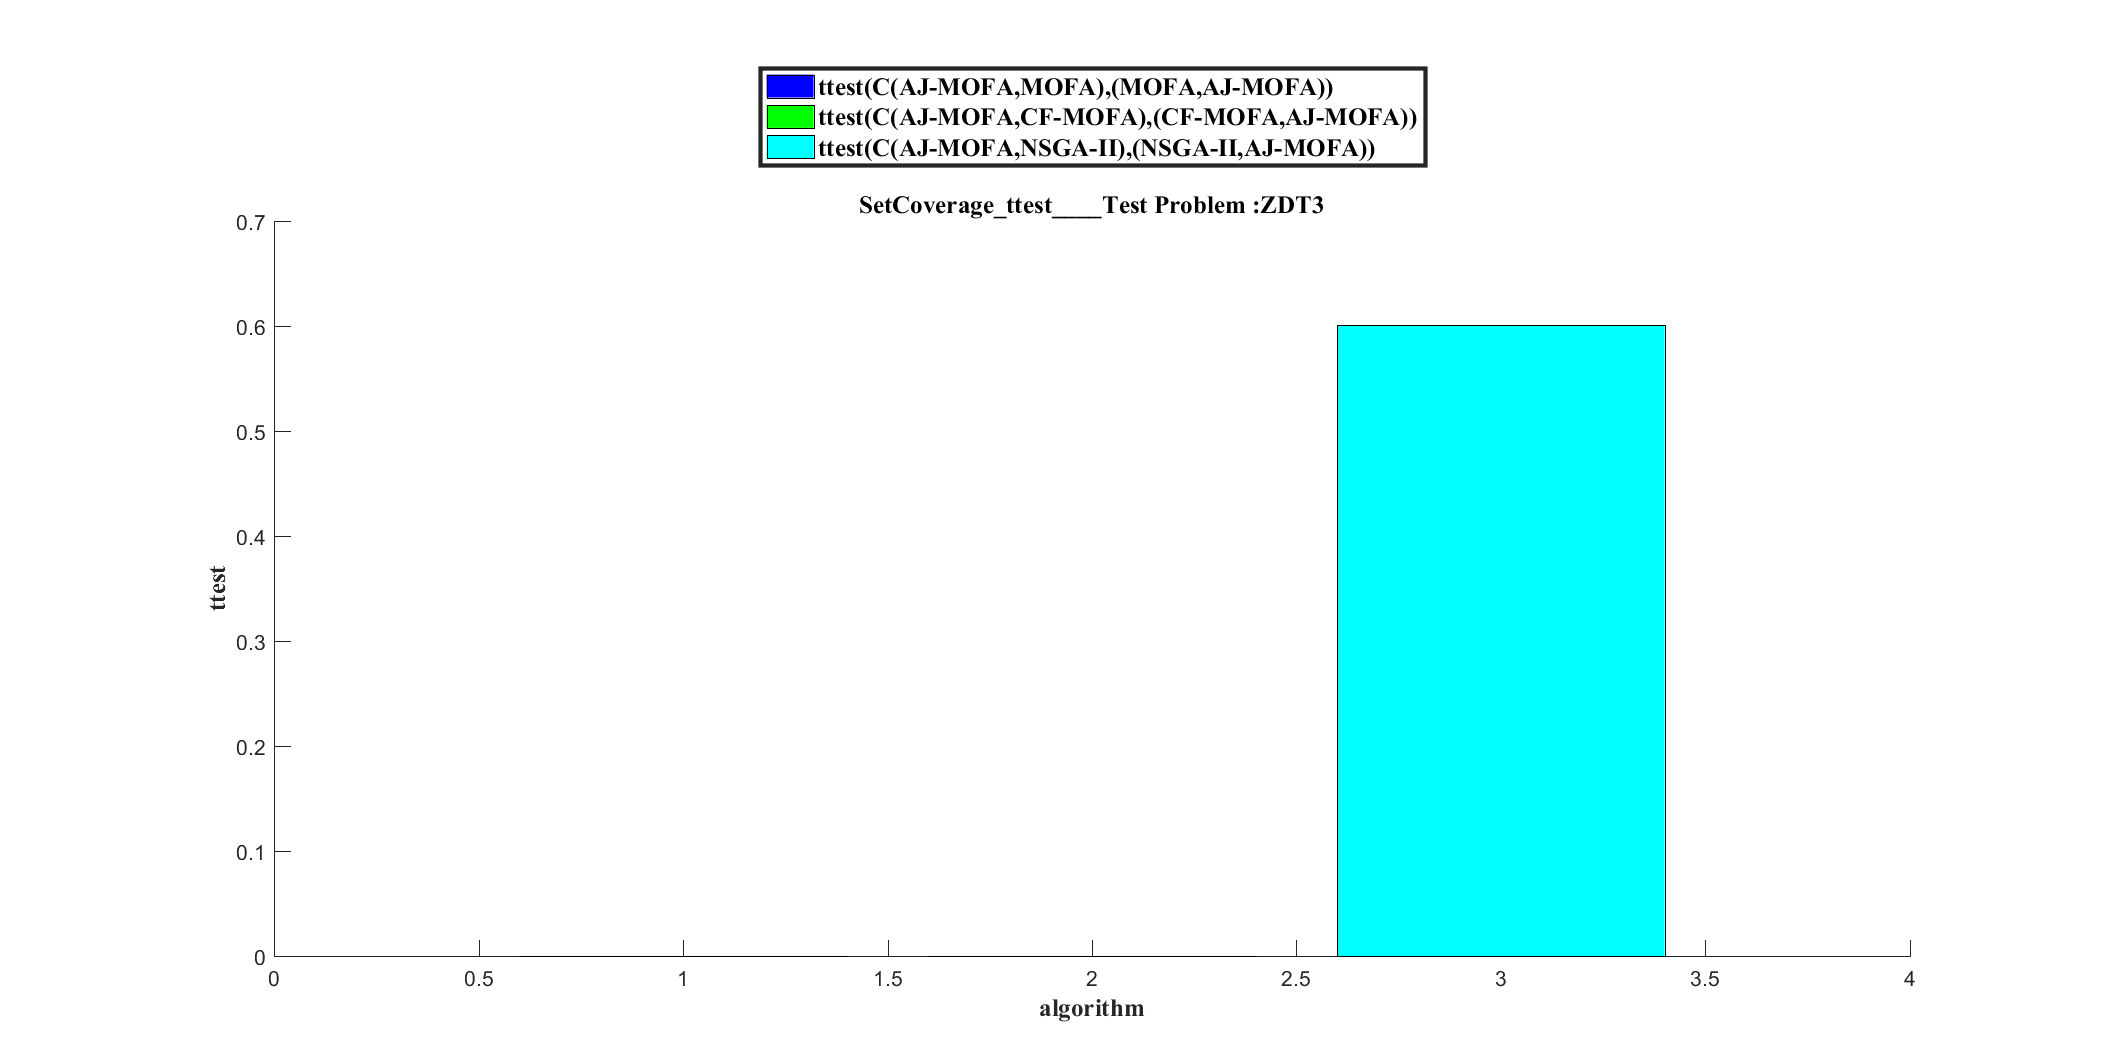 ttest(C(AJ-MOFA,MOFA),(MOFA,AJ-MOFA))
ttest(C(AJ-MOFA,CF-MOFA),(CF-MOFA,AJ-MOFA))
ttest(C(AJ-MOFA,NSGA-II),(NSGA-II,AJ-MOFA))
SetCoverage_ttest____Test Problem :ZDT3
0.7
0.6
0.5
0.4
0.3
0.2
0.1
0
ttest
0 0.5 1 1.5 2 2.5 3 3.5 4
algorithm